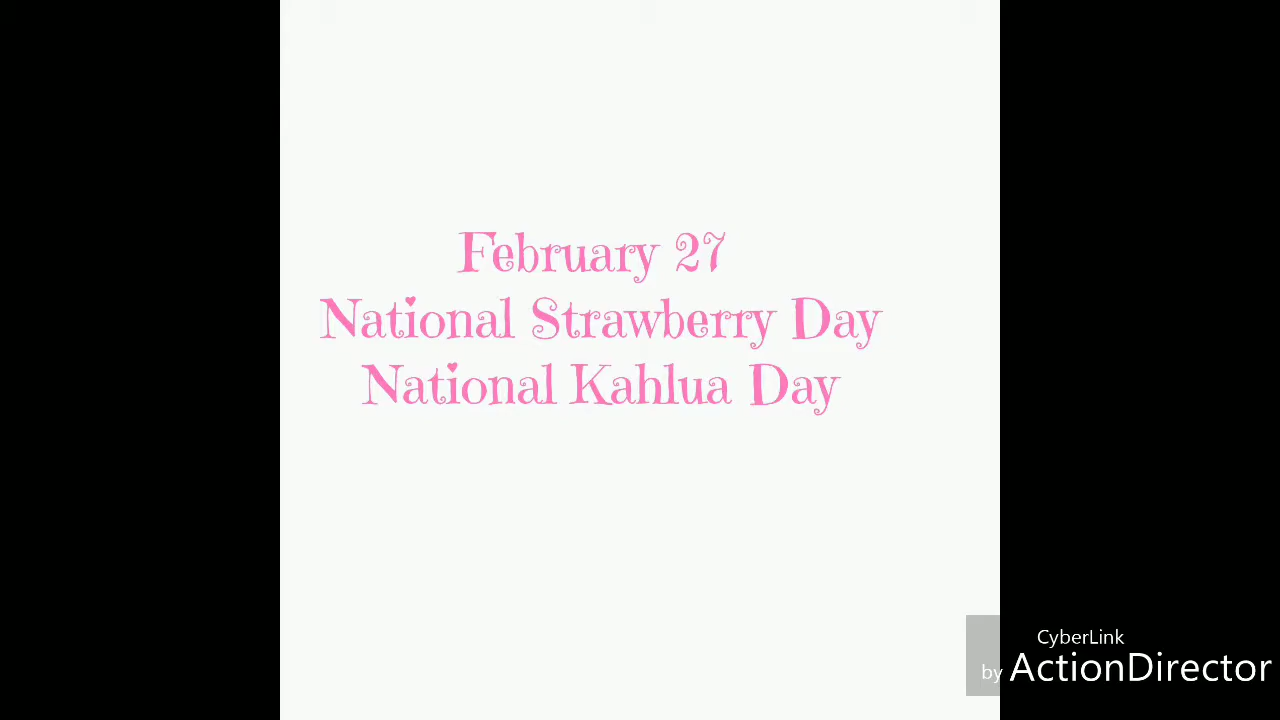 February 27
National Strawberry Day
National Kahlua Day
CyberLink
by ActionDirector